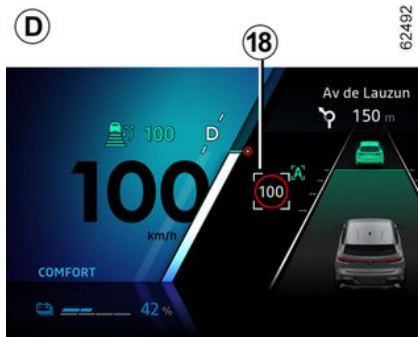 D
18
62492
Av de Lauzun
150 m
100
D
A
100
100
km/h
COMFORT
42 %